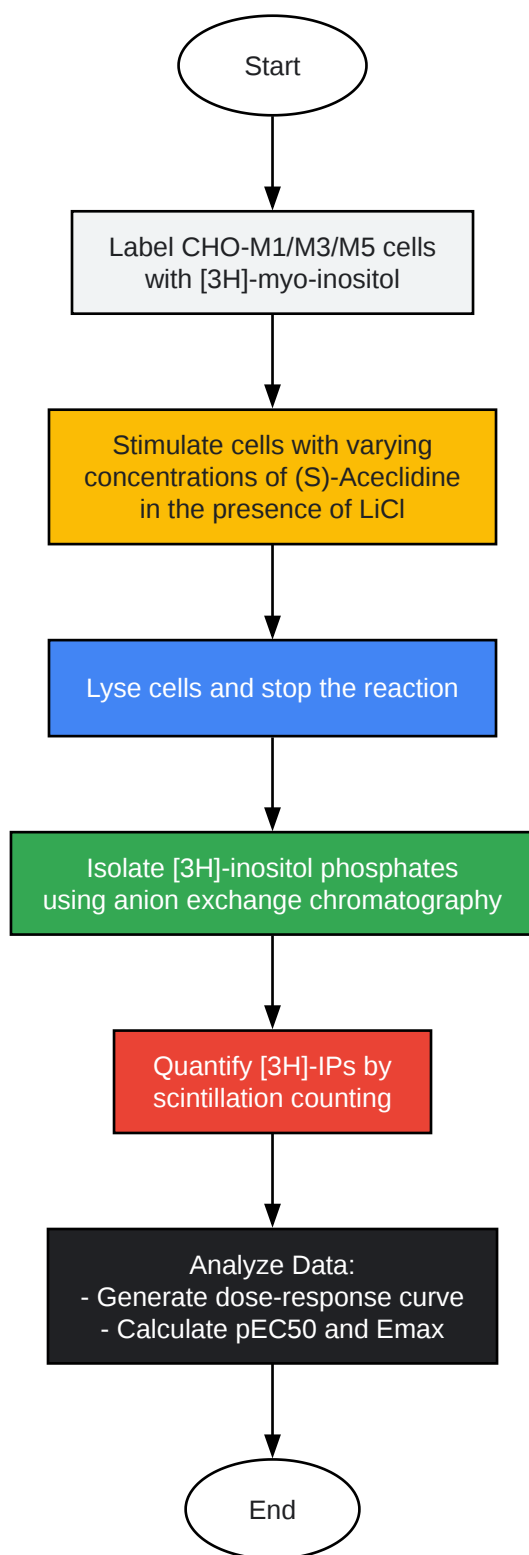 Start
Label CHO-M1/M3/M5 cells
with [3H]-myo-inositol
Stimulate cells with varying
concentrations of (S)-Aceclidine
in the presence of LiCl
Lyse cells and stop the reaction
Isolate [3H]-inositol phosphates
using anion exchange chromatography
Quantify [3H]-IPs by
scintillation counting
Analyze Data:
- Generate dose-response curve
- Calculate pEC50 and Emax
End